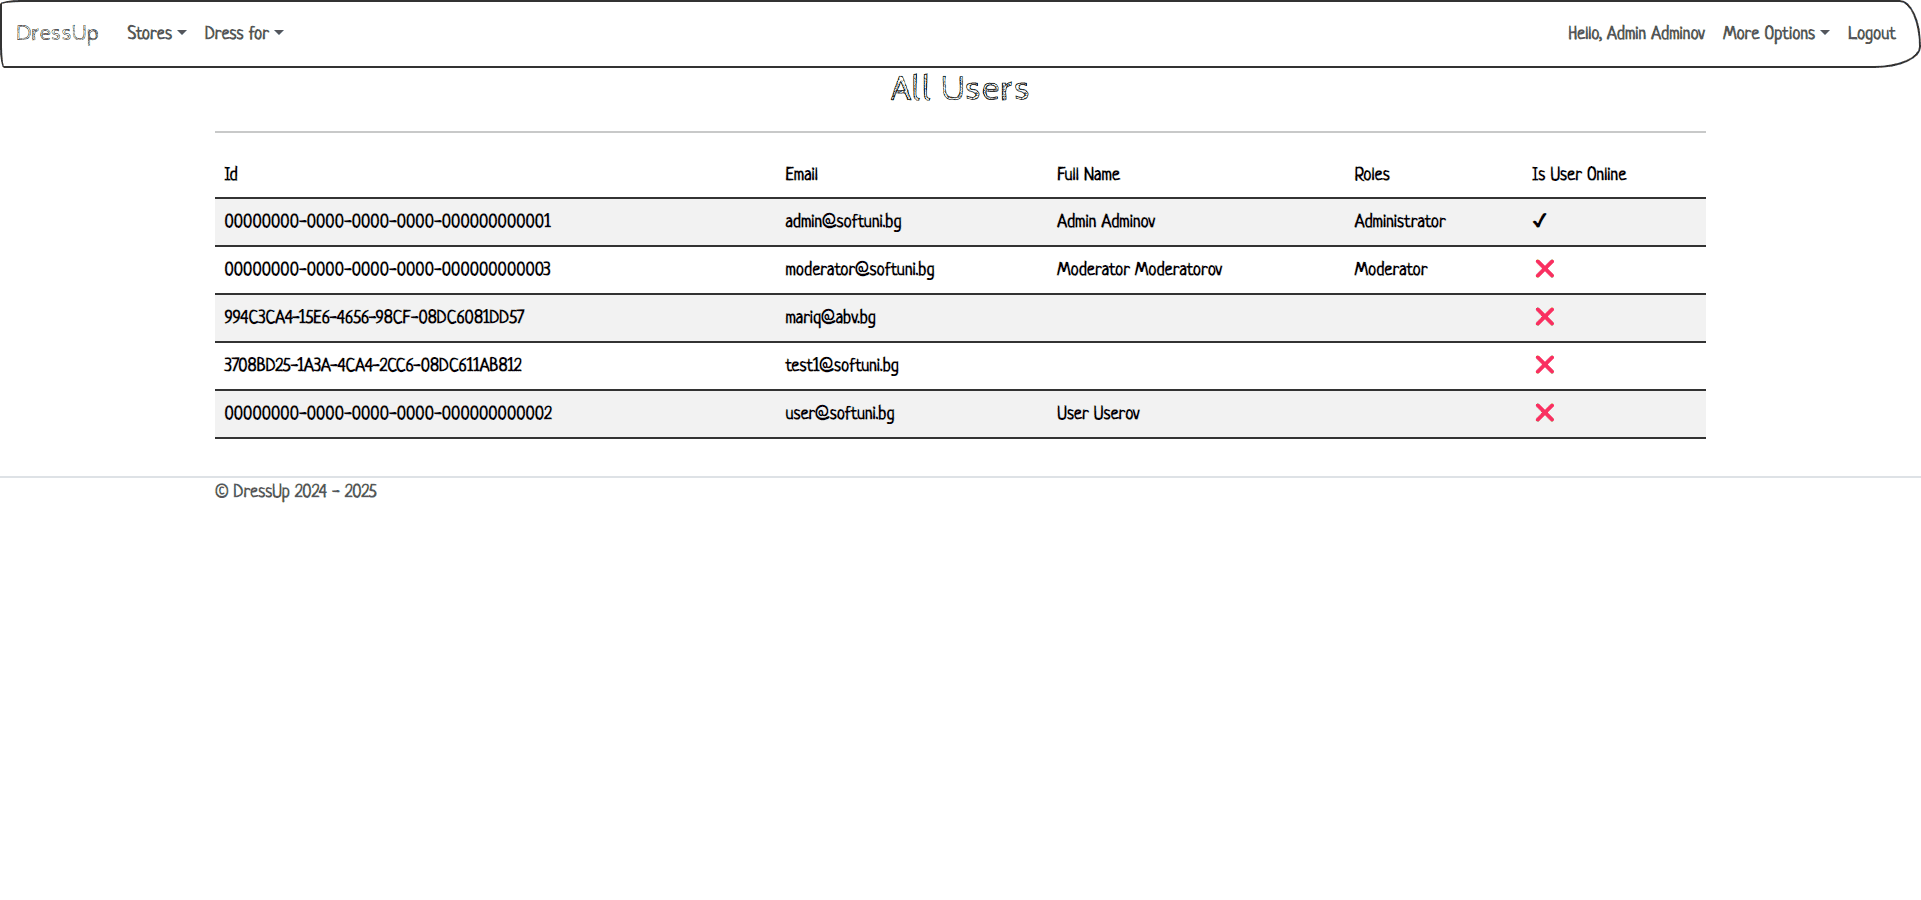 DressUp Stores Dress for Hello, Admin Adminov More Options Logout
All Users
Id Email Full Name Roles Is User Online
00000000-0000-0000-0000-000000000001 admin@softuni.bg Admin Adminov Administrator ✔
00000000-0000-0000-0000-000000000003 moderator@softuni.bg Moderator Moderatorov Moderator ❌
994C3CA4-15E6-4656-98CF-08DC6081DD57 mariq@abv.bg ❌
3708BD25-1A3A-4CA4-2CC6-08DC611AB812 test1@softuni.bg ❌
00000000-0000-0000-0000-000000000002 user@softuni.bg User Userov ❌
© DressUp 2024 - 2025